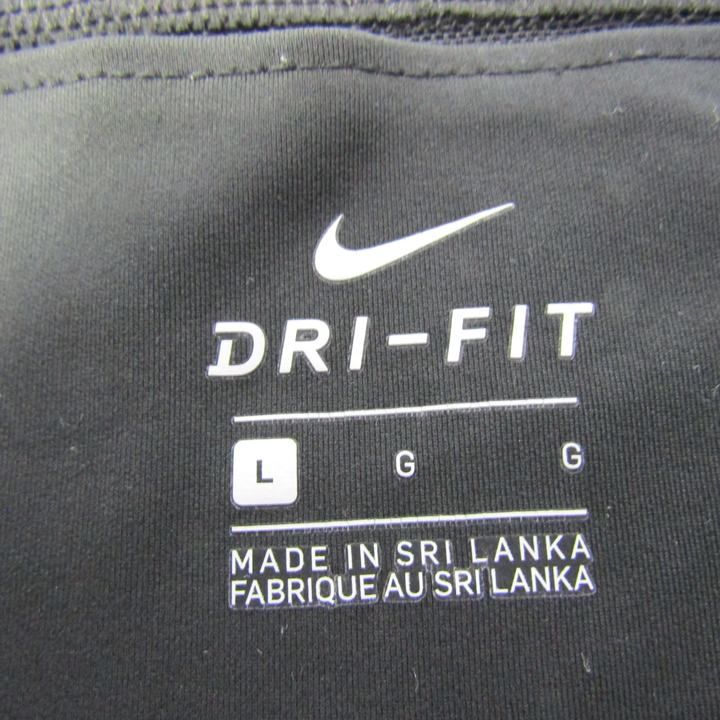 DRI-FIT
L G G
MADE IN SRI LANKA
FABRIQUE AU SRI LANKA